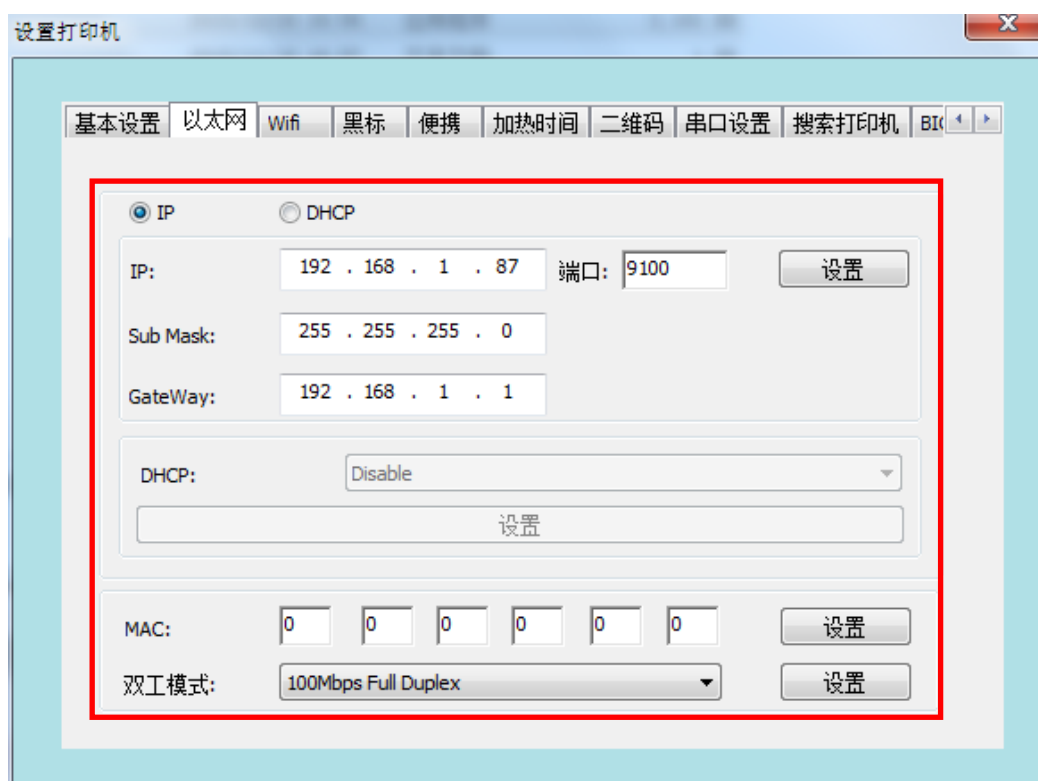 设置打印机
基本设置 以太网 Wifi 黑标 便携 加热时间 二维码 串口设置 搜索打印机
IP DHCP
IP: 192 . 168 . 1 . 87 端口: 9100 设置
Sub Mask: 255 . 255 . 255 . 0
GateWay: 192 . 168 . 1 . 1
DHCP: Disable
设置
MAC: 0 0 0 0 0 0 设置
双工模式: 100Mbps Full Duplex 设置